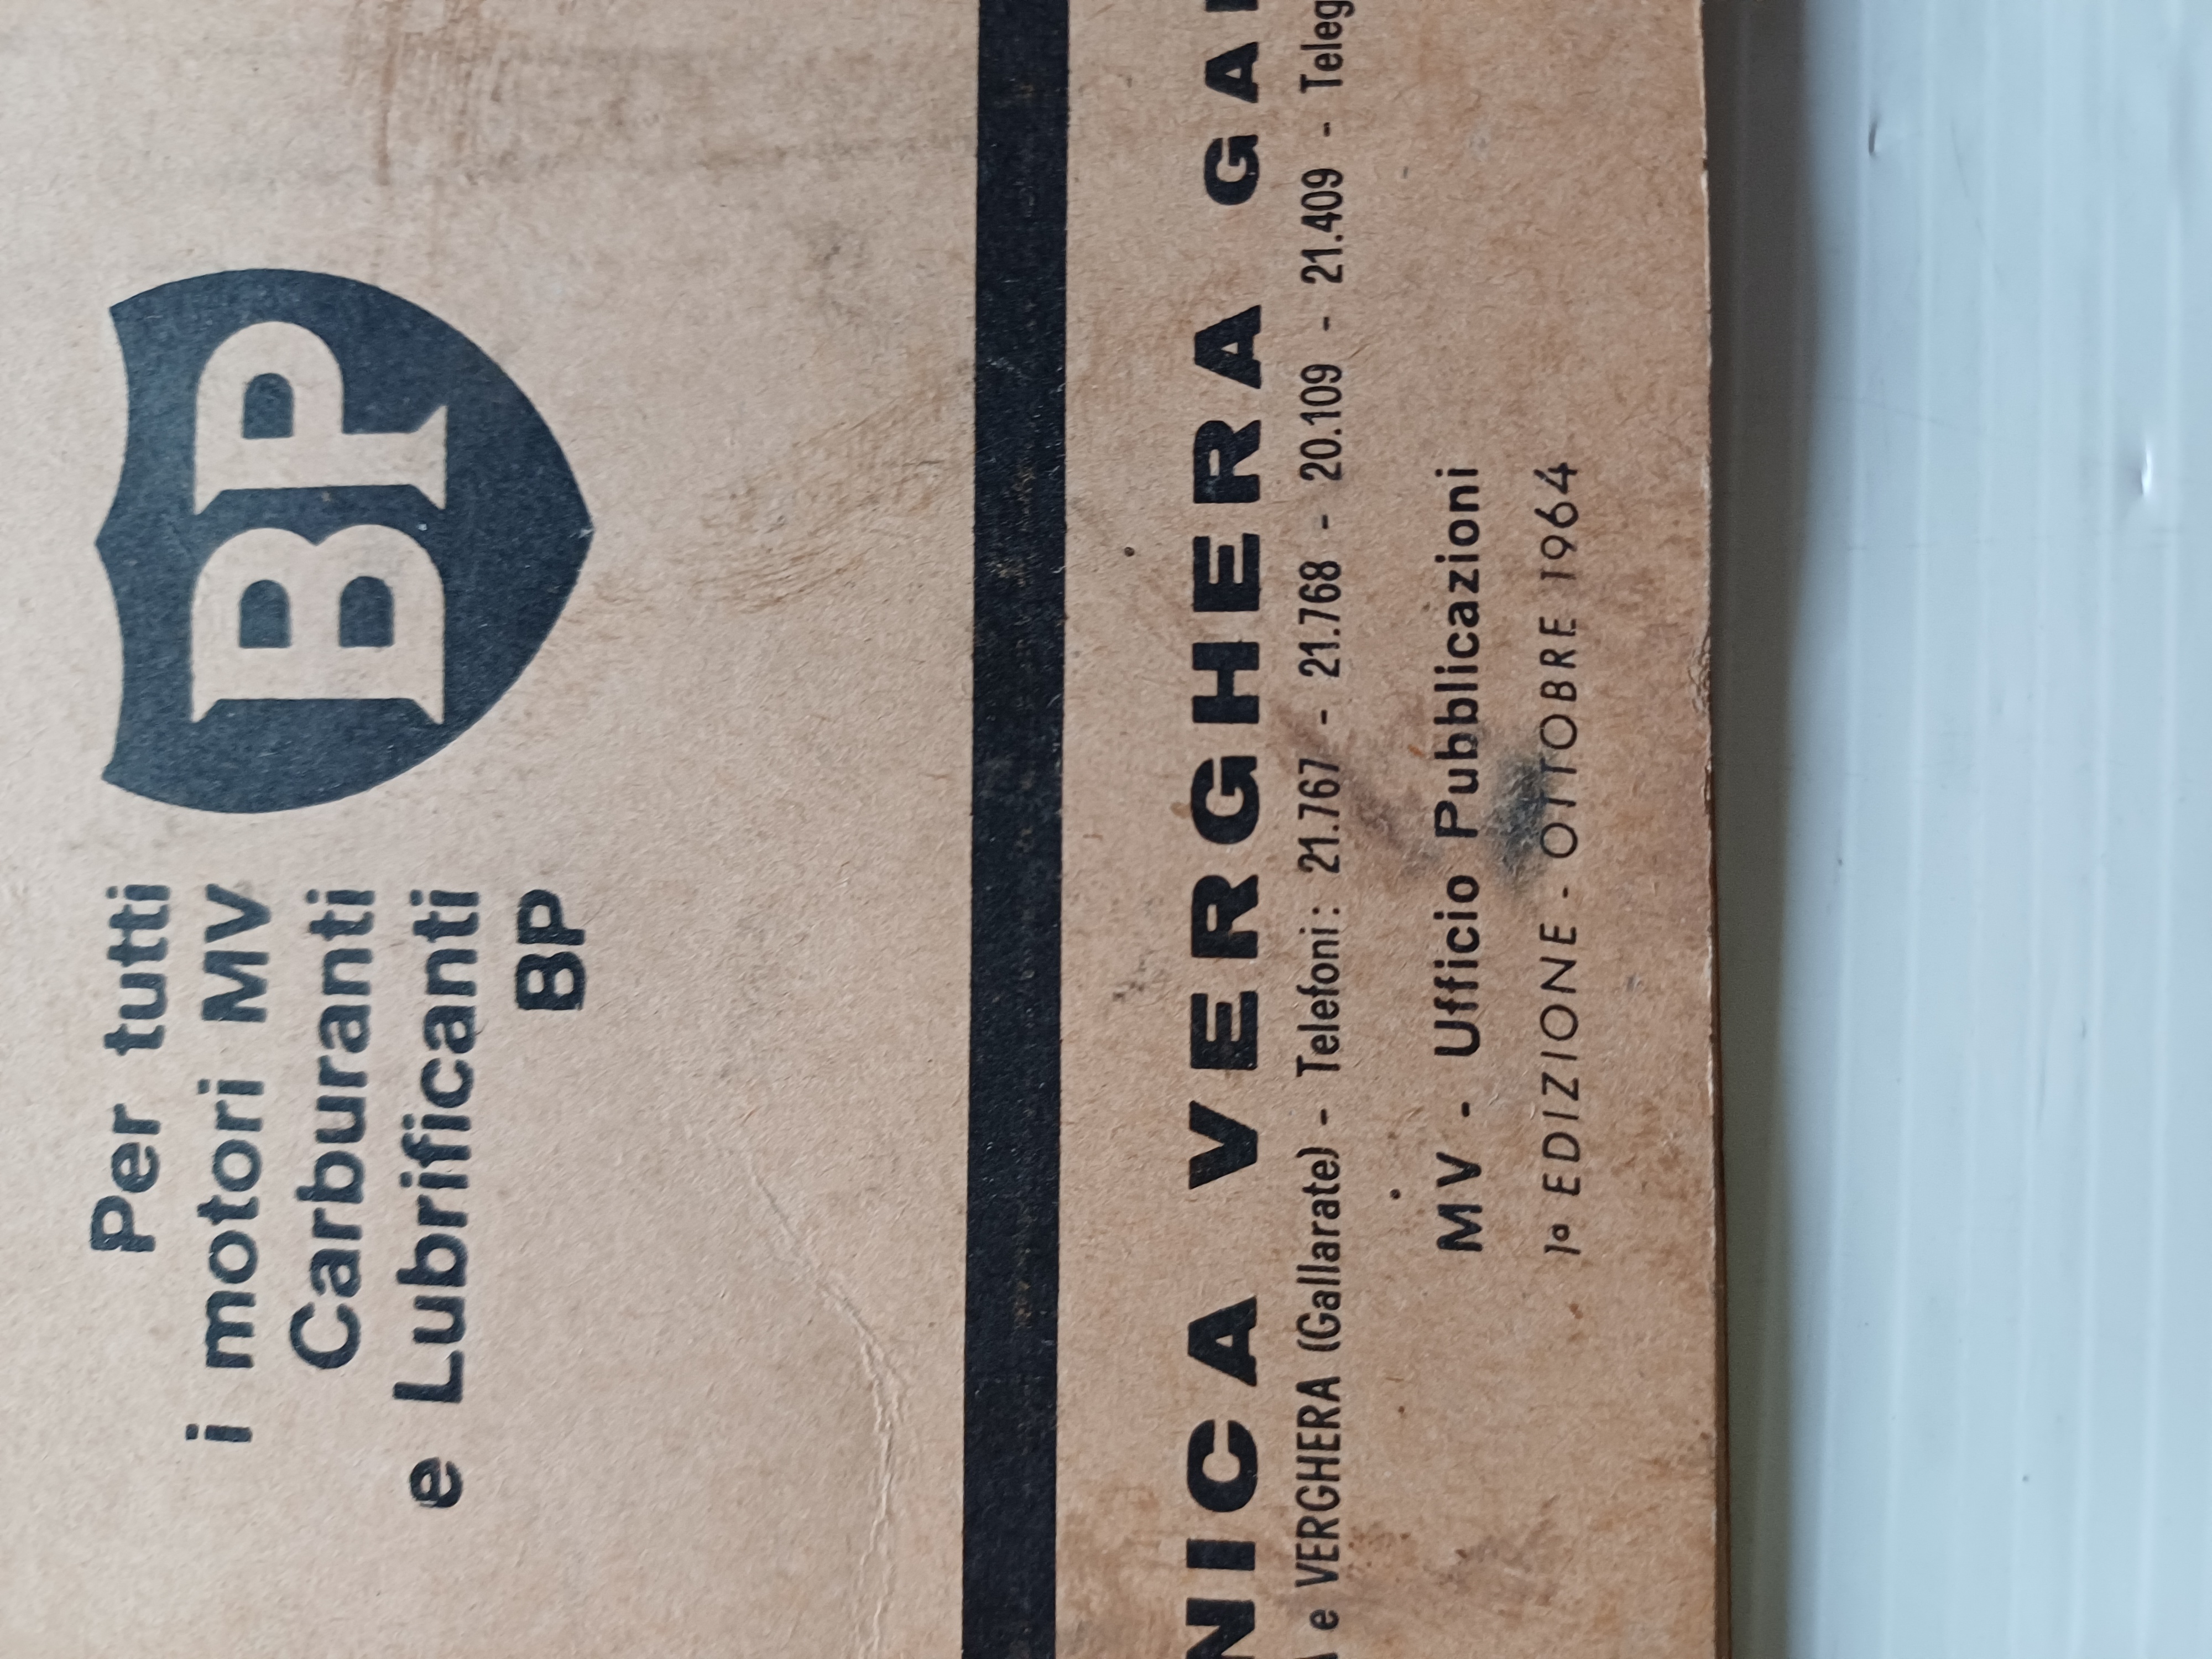 Per tutti
i motori MV
Carburanti
e Lubrificanti
BP
BP
NICA VERGHERA GA
e VERGHERA (Gallarate) - Telefoni: 21.767 - 21.768 - 20.109 - 21.409 - Teleg
MV - Ufficio Pubblicazioni
1ª EDIZIONE - OTTOBRE 1964